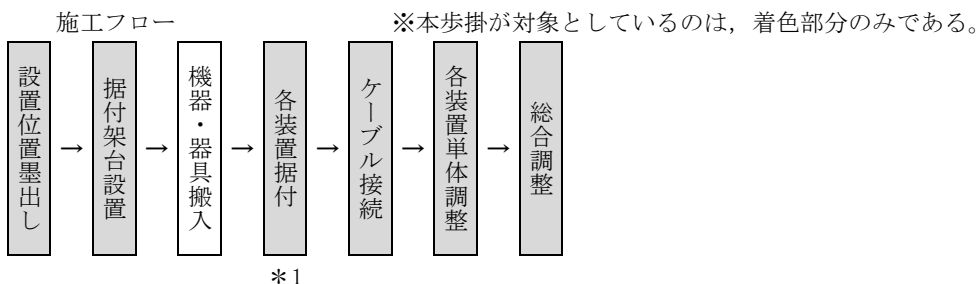 施工フロー
※本歩掛が対象としているのは，着色部分のみである。
設置位置墨出し
→
据付架台設置
→
機器・器具搬入
→
各装置据付
→
ケーブル接続
→
各装置単体調整
→
総合調整
＊1